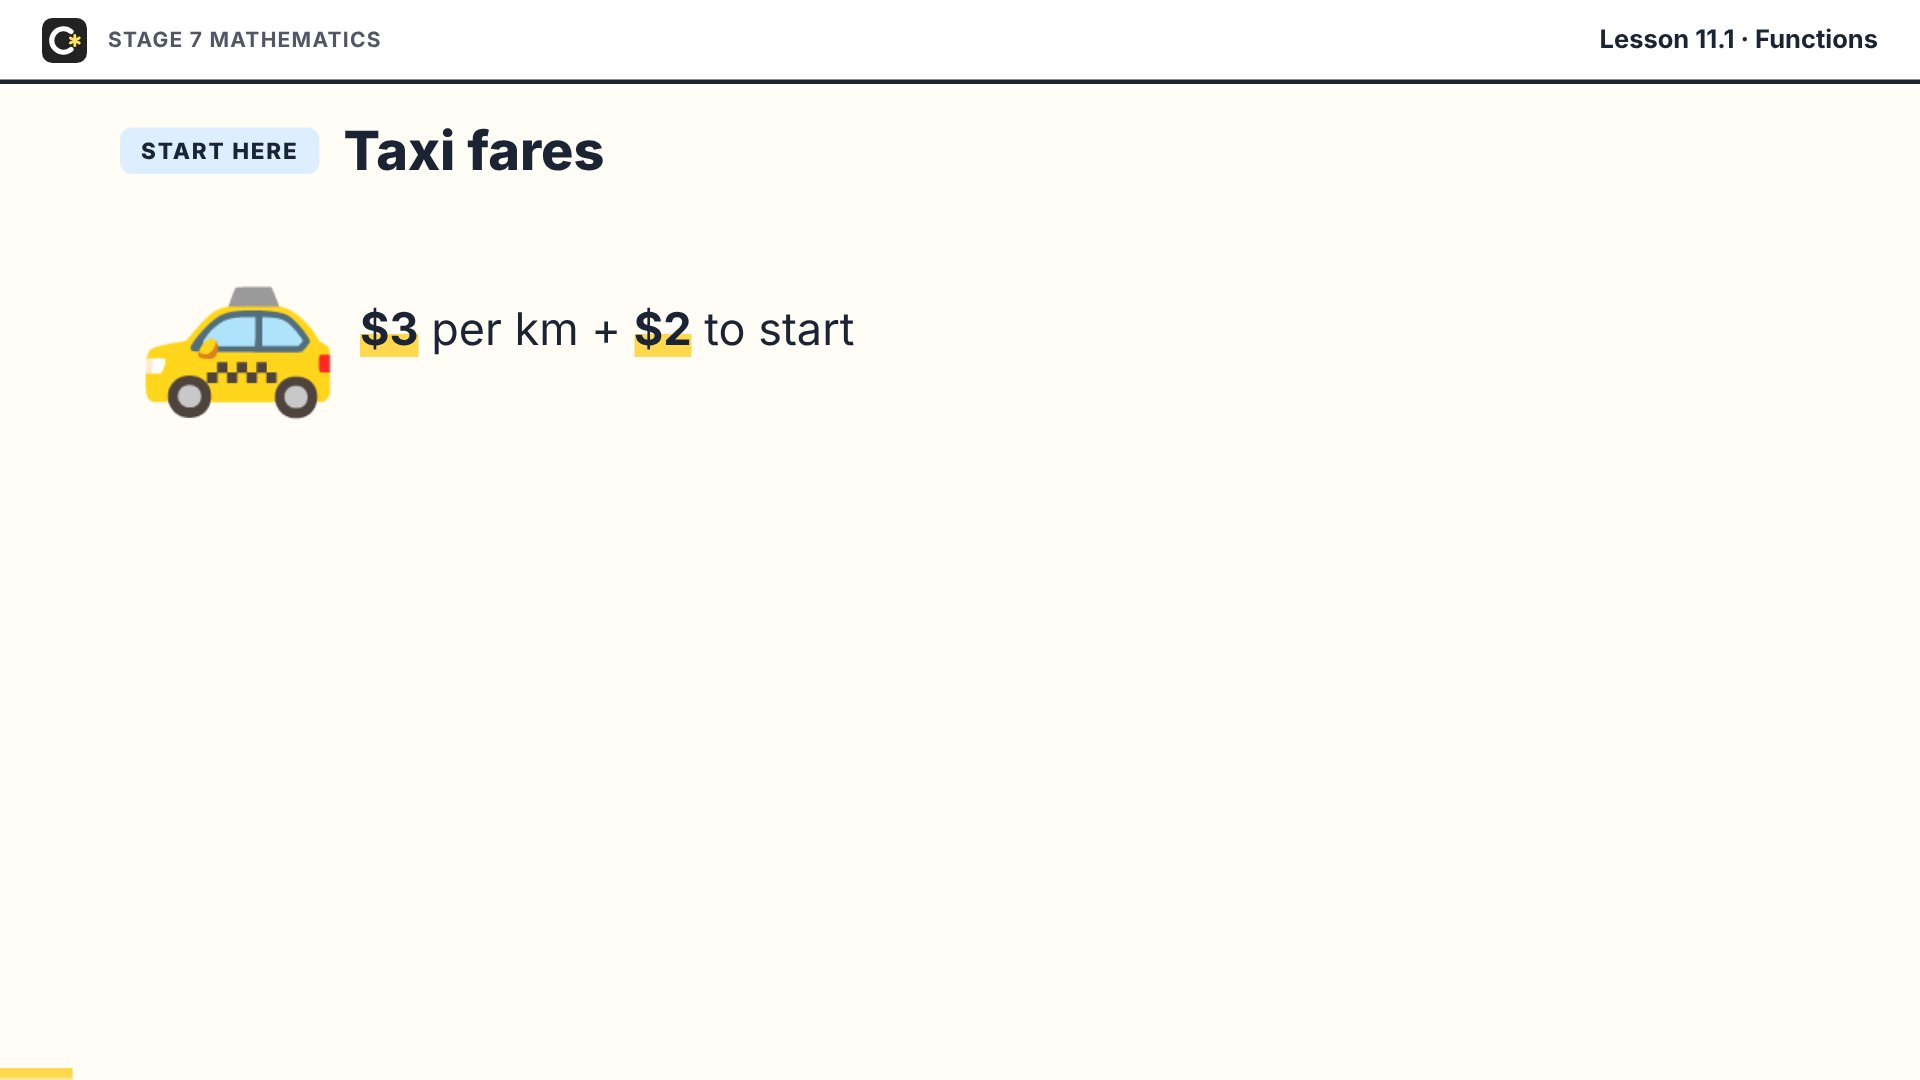 STAGE 7 MATHEMATICS
Lesson 11.1 · Functions
START HERE
Taxi fares
$3 per km + $2 to start